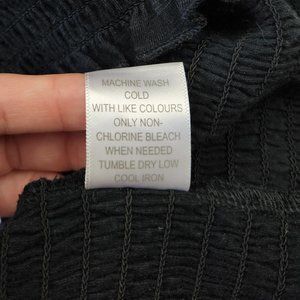 MACHINE WASH
COLD
WITH LIKE COLOURS
ONLY NON-
CHLORINE BLEACH
WHEN NEEDED
TUMBLE DRY LOW
COOL IRON